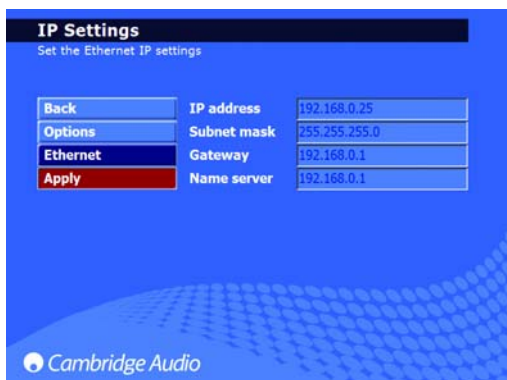 IP Settings
Set the Ethernet IP settings
Back IP address 192.168.0.25
Options Subnet mask 255.255.255.0
Ethernet Gateway 192.168.0.1
Apply Name server 192.168.0.1
Cambridge Audio